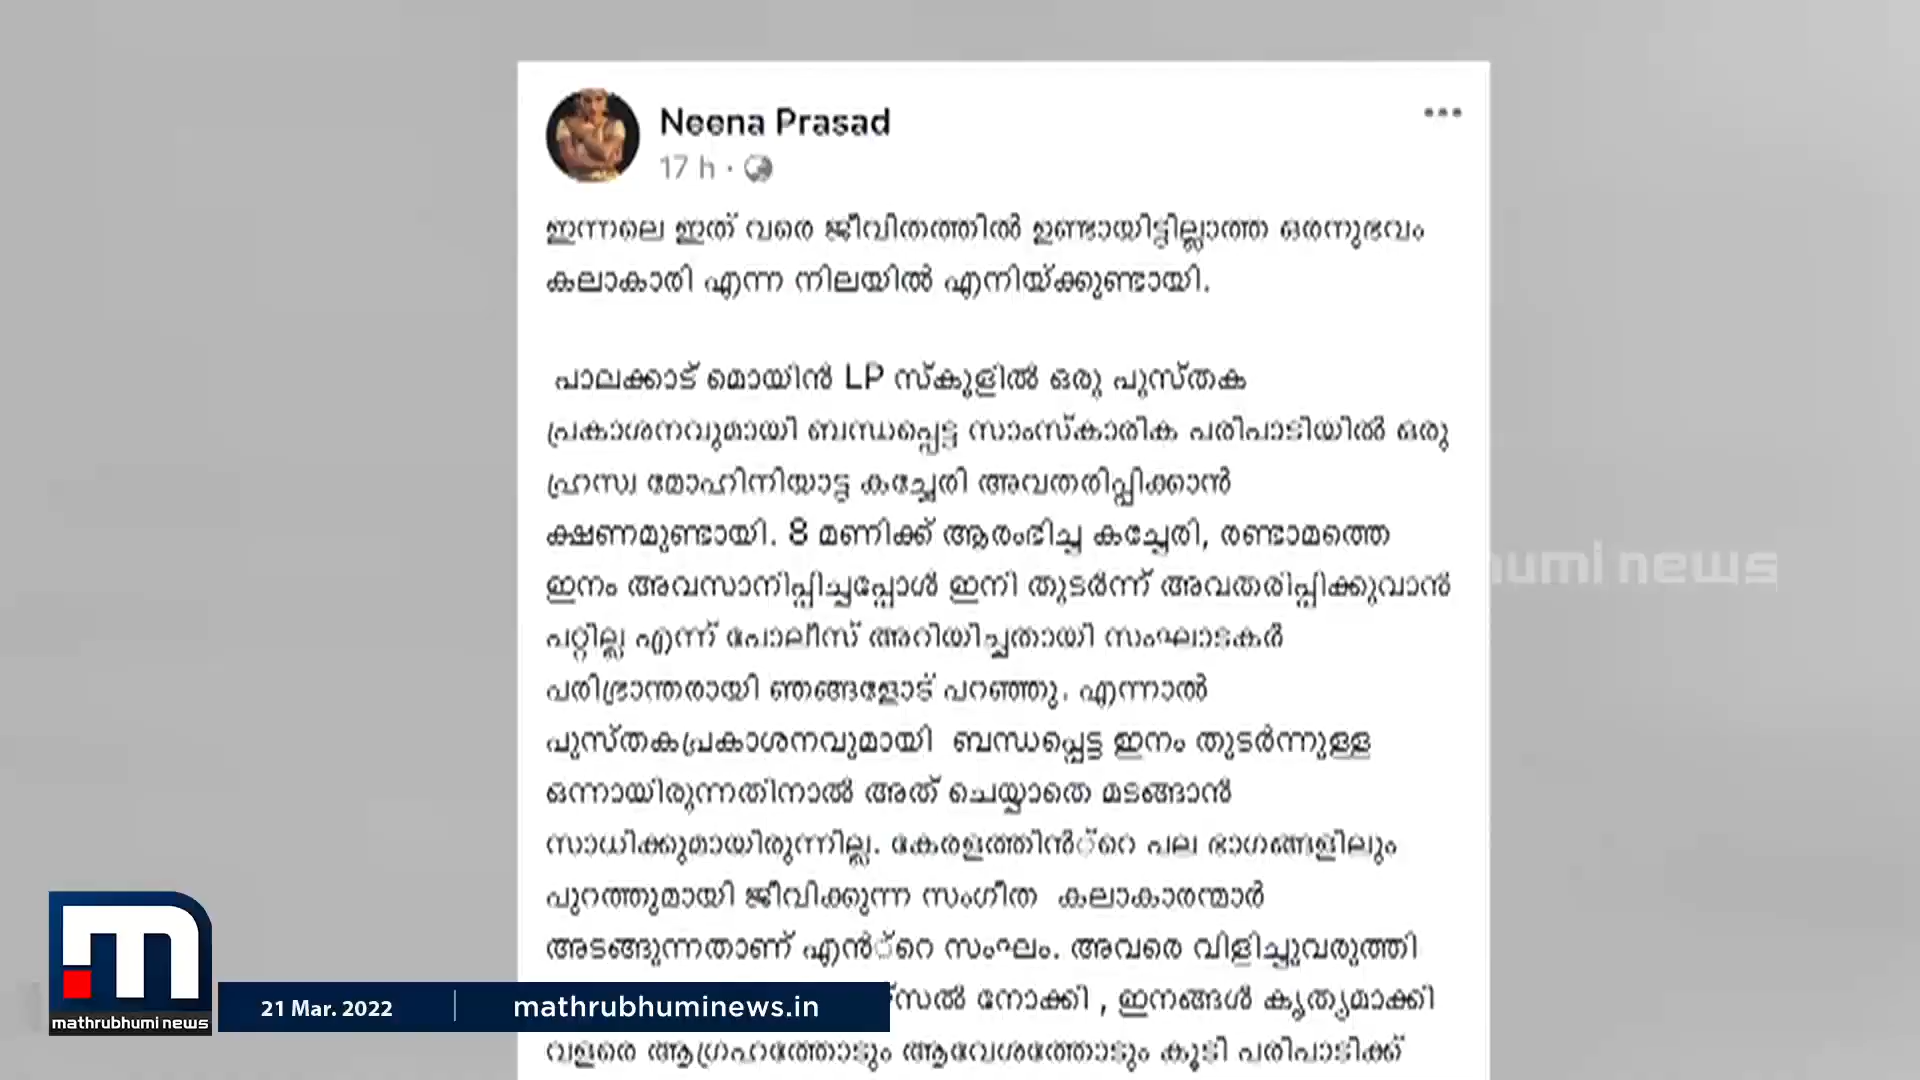 Neena Prasad
17 h ·
ഇന്നലെ ഇത് വരെ ജീവിതത്തിൽ ഉണ്ടായിട്ടില്ലാത്ത ഒരനുഭവം
കലാകാരി എന്ന നിലയിൽ എനിയ്ക്കുണ്ടായി.
പാലക്കാട് മൊയിൻ LP സ്കൂളിൽ ഒരു പുസ്തക
പ്രകാശനവുമായി ബന്ധപ്പെട്ട സാംസ്കാരിക പരിപാടിയിൽ ഒരു
ഹ്രസ്വ മോഹിനിയാട്ട കച്ചേരി അവതരിപ്പിക്കാൻ
ക്ഷണമുണ്ടായി. 8 മണിക്ക് ആരംഭിച്ച കച്ചേരി, രണ്ടാമത്തെ
ഇനം അവസാനിപ്പിച്ചപ്പോൾ ഇനി തുടർന്ന് അവതരിപ്പിക്കുവാൻ
പറ്റില്ല എന്ന് പോലീസ് അറിയിച്ചതായി സംഘാടകർ
പരിഭ്രാന്തരായി ഞങ്ങളോട് പറഞ്ഞു. എന്നാൽ
പുസ്തകപ്രകാശനവുമായി ബന്ധപ്പെട്ട ഇനം തുടർന്നുള്ള
ഒന്നായിരുന്നതിനാൽ അത് ചെയ്യാതെ മടങ്ങാൻ
സാധിക്കുമായിരുന്നില്ല. കേരളത്തിൻ്റെ പല ഭാഗങ്ങളിലും
പുറത്തുമായി ജീവിക്കുന്ന സംഗീത കലാകാരന്മാർ
അടങ്ങുന്നതാണ് എൻ്റെ സംഘം. അവരെ വിളിച്ചുവരുത്തി
നോക്കി , ഇനങ്ങൾ കൃത്യമാക്കി
വളരെ ആഗ്രഹത്തോടും ആവേശത്തോടും കൂടി പരിപാടിക്ക്
humi news
mathrubhumi news
21 Mar. 2022
mathrubhuminews.in